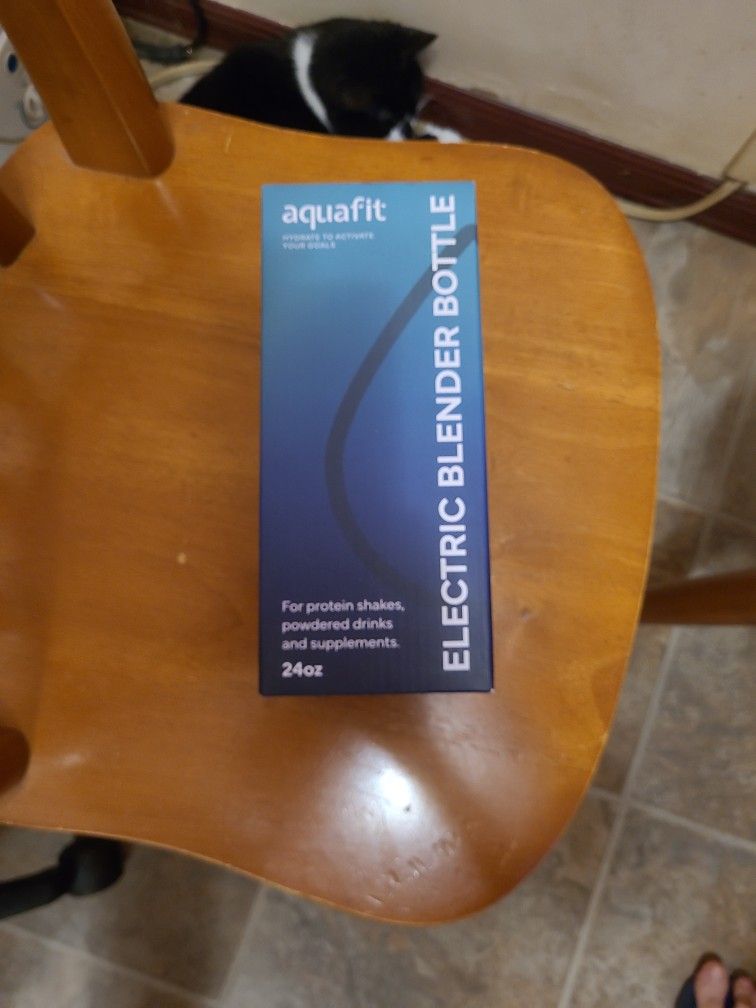 aquafit
HYDRATE TO ACTIVATE
YOUR GOALS
ELECTRIC BLENDER BOTTLE
For protein shakes,
powdered drinks
and supplements.
24oz